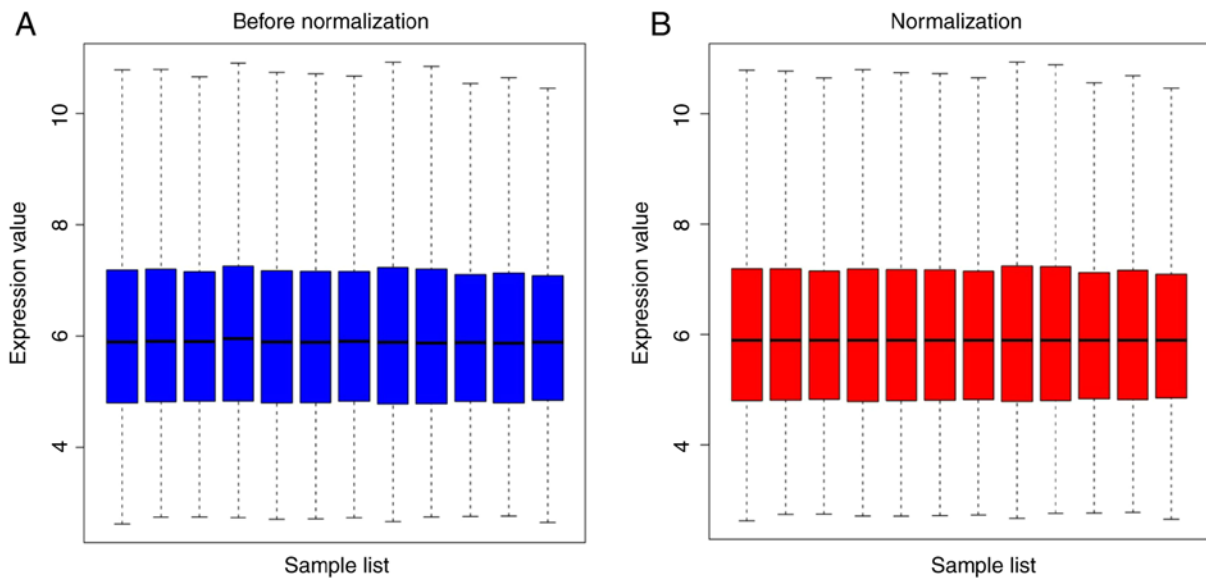 A
Before normalization
Expression value
10
8
6
4
Sample list
B
Normalization
Expression value
10
8
6
4
Sample list